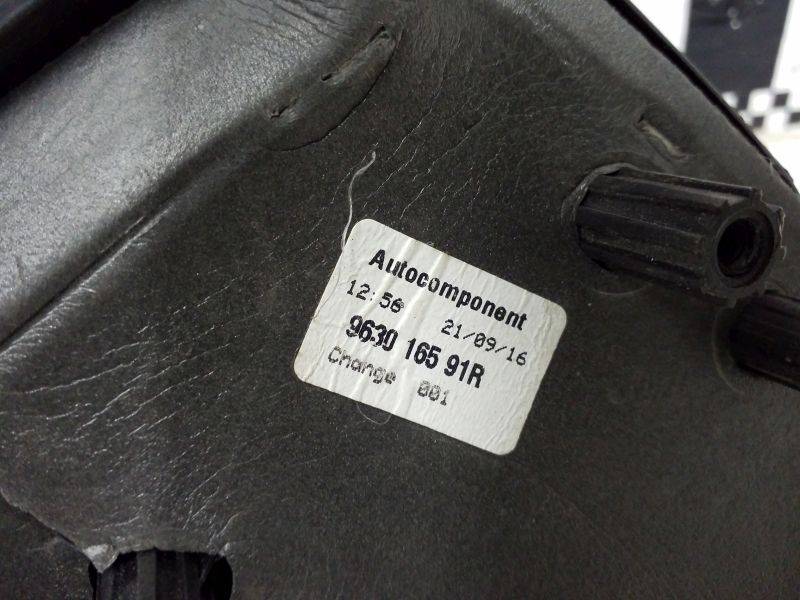 Autocomponent
12:56 21/09/16
9630 165 91R
Change 001